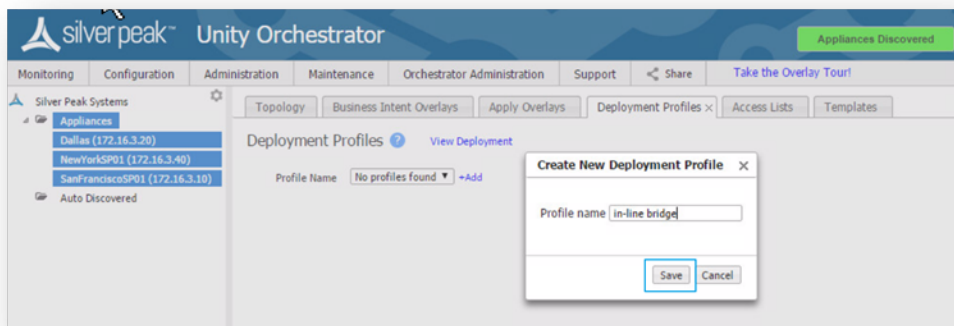 silver peak™ Unity Orchestrator
Appliances Discovered
Monitoring Configuration Administration Maintenance Orchestrator Administration Support Share Take the Overlay Tour!
Silver Peak Systems
Appliances
Dallas (172.16.3.20)
NewYorkSP01 (172.16.3.40)
SanFranciscoSP01 (172.16.3.10)
Auto Discovered
Topology Business Intent Overlays Apply Overlays Deployment Profiles × Access Lists Templates
Deployment Profiles ? View Deployment
Profile Name No profiles found ▼ +Add
Create New Deployment Profile ×
Profile name in-line bridge
Save Cancel